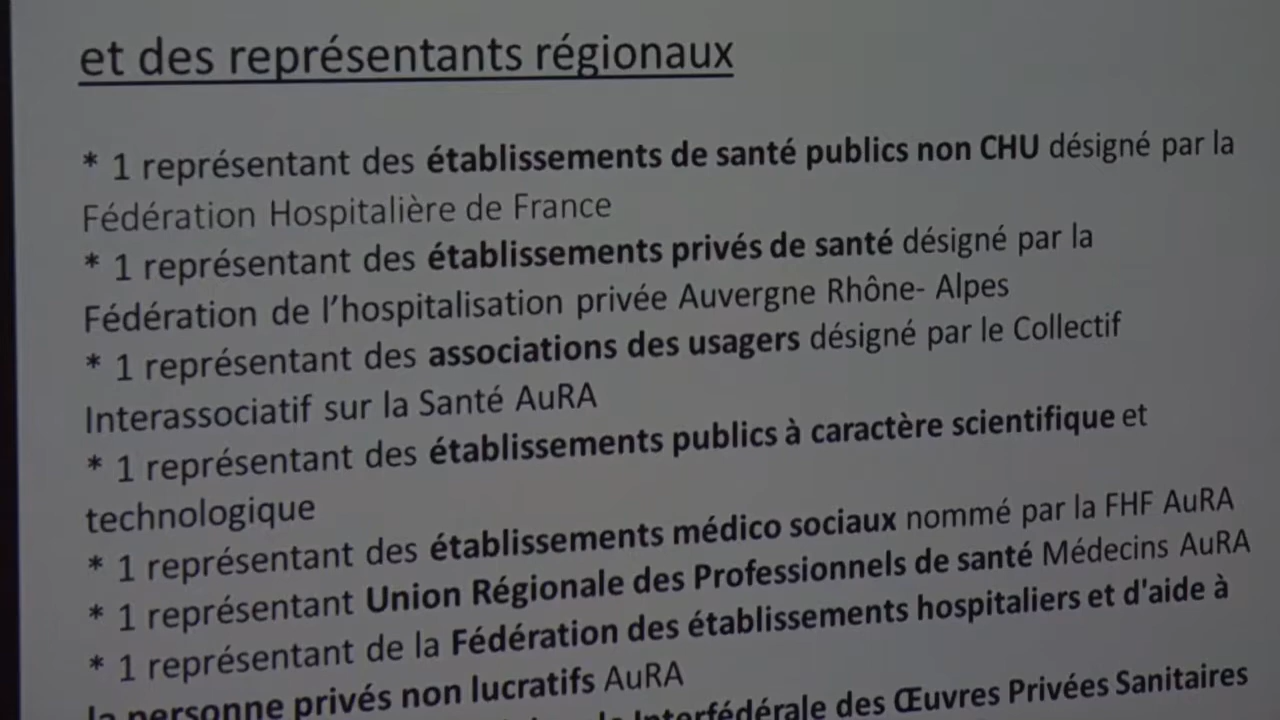 et des représentants régionaux
* 1 représentant des établissements de santé publics non CHU désigné par la
Fédération Hospitalière de France
* 1 représentant des établissements privés de santé désigné par la
Fédération de l’hospitalisation privée Auvergne Rhône- Alpes
* 1 représentant des associations des usagers désigné par le Collectif
Interassociatif sur la Santé AuRA
* 1 représentant des établissements publics à caractère scientifique et
technologique
* 1 représentant des établissements médico sociaux nommé par la FHF AuRA
* 1 représentant Union Régionale des Professionnels de santé Médecins AuRA
* 1 représentant de la Fédération des établissements hospitaliers et d'aide à
la personne privés non lucratifs AuRA
la Interfédérale des Œuvres Privées Sanitaires